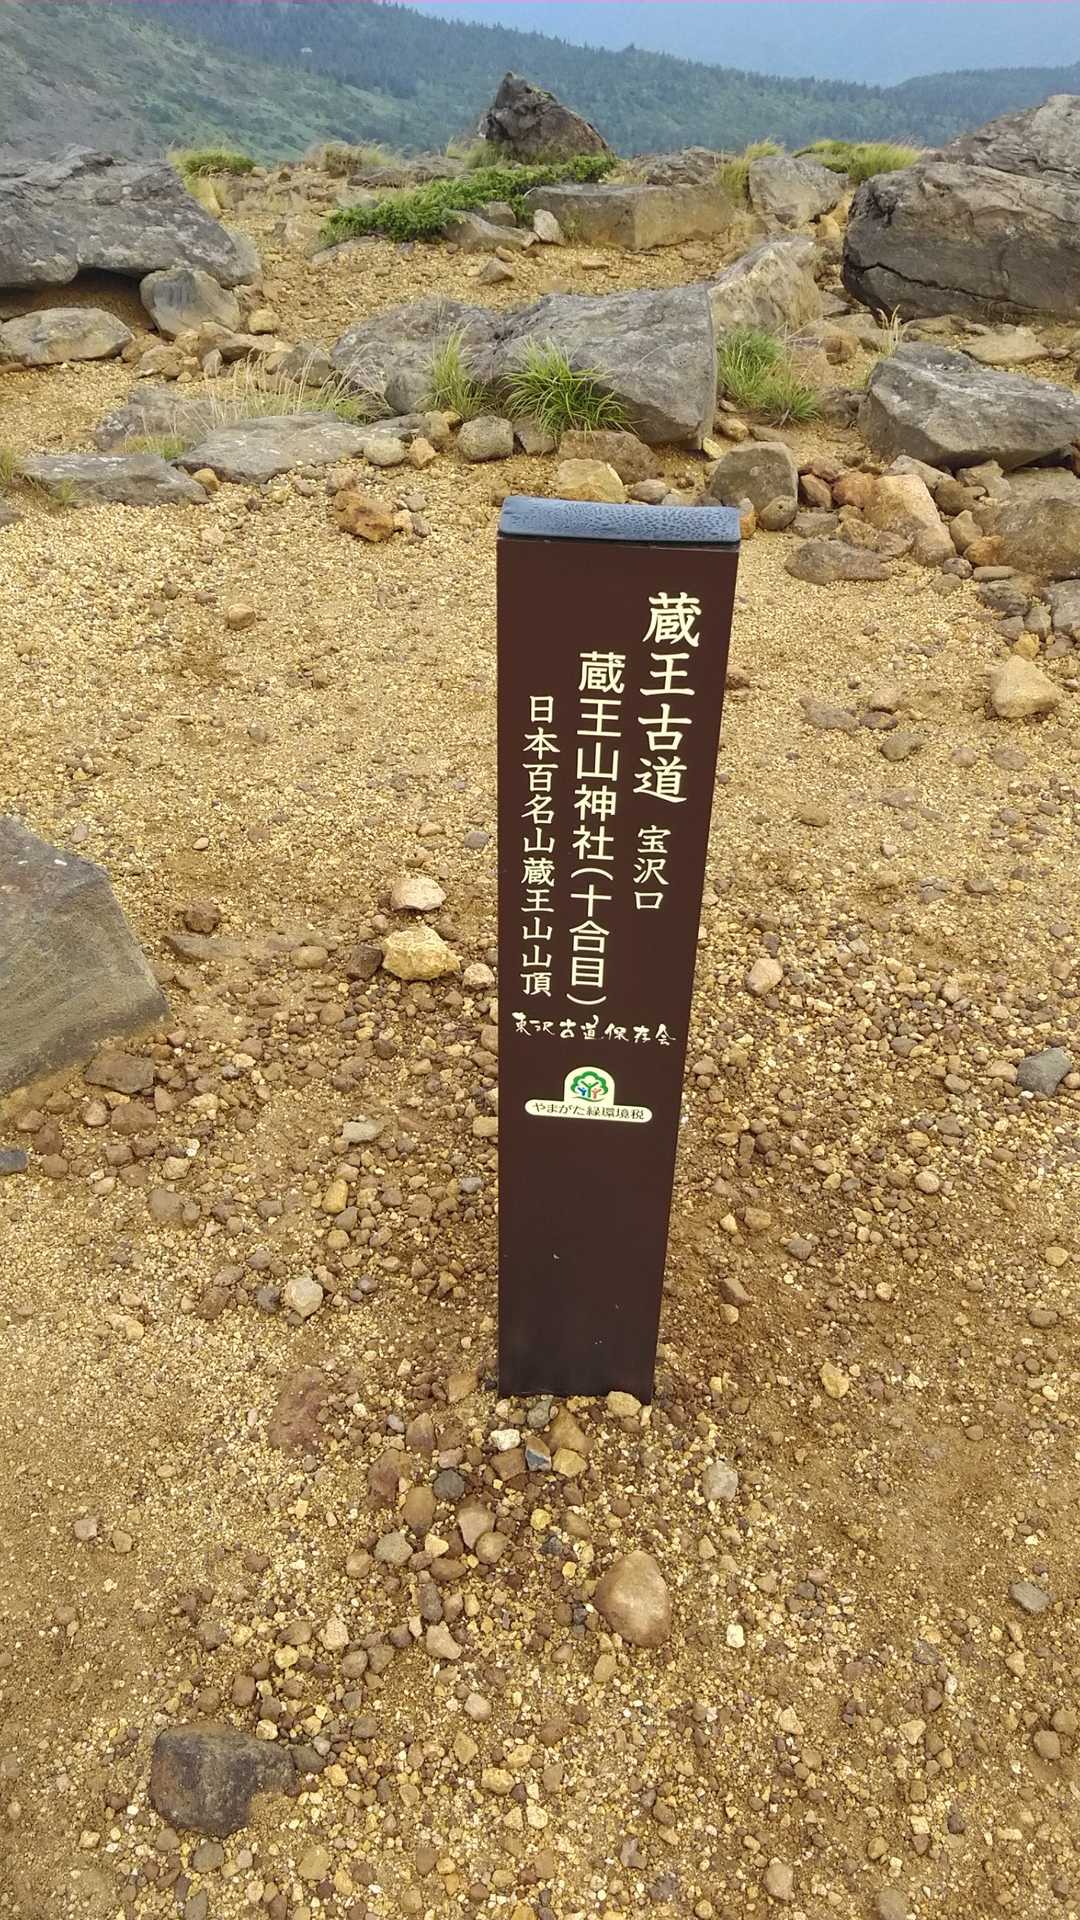 蔵王古道 宝沢口
蔵王山神社(十合目)
日本百名山蔵王山山頂
東沢古道保存会
やまがた緑環境税